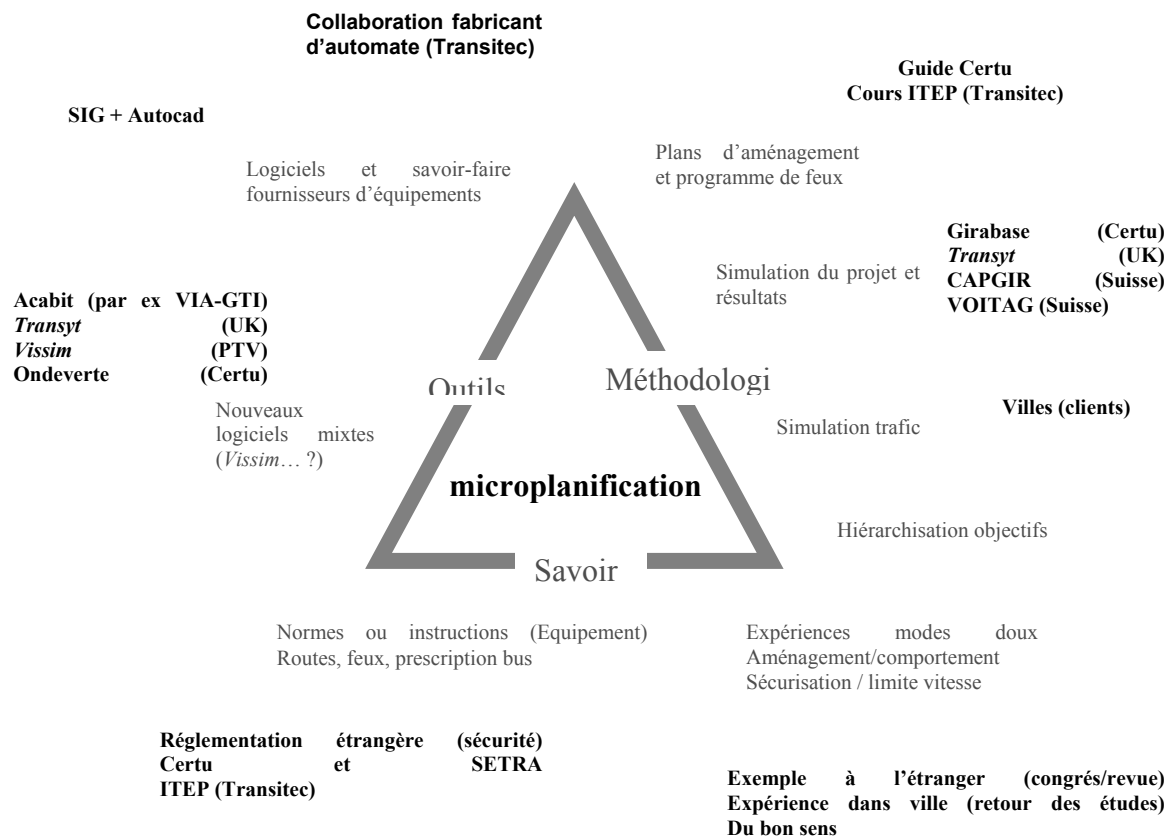 Collaboration fabricant
d’automate (Transitec)
Guide Certu
Cours ITEP (Transitec)
SIG + Autocad
Logiciels et savoir-faire
fournisseurs d’équipements
Plans d’aménagement
et programme de feux
Girabase (Certu)
Transyt (UK)
CAPGIR (Suisse)
VOITAG (Suisse)
Simulation du projet et
résultats
Acabit (par ex VIA-GTI)
Transyt (UK)
Vissim (PTV)
Ondeverte (Certu)
Outils
Méthodologi
Nouveaux
logiciels mixtes
(Vissim… ?)
Villes (clients)
Simulation trafic
microplanification
Hiérarchisation objectifs
Savoir
Normes ou instructions (Equipement)
Routes, feux, prescription bus
Expériences modes doux
Aménagement/comportement
Sécurisation / limite vitesse
Réglementation étrangère (sécurité)
Certu et SETRA
ITEP (Transitec)
Exemple à l’étranger (congrés/revue)
Expérience dans ville (retour des études)
Du bon sens